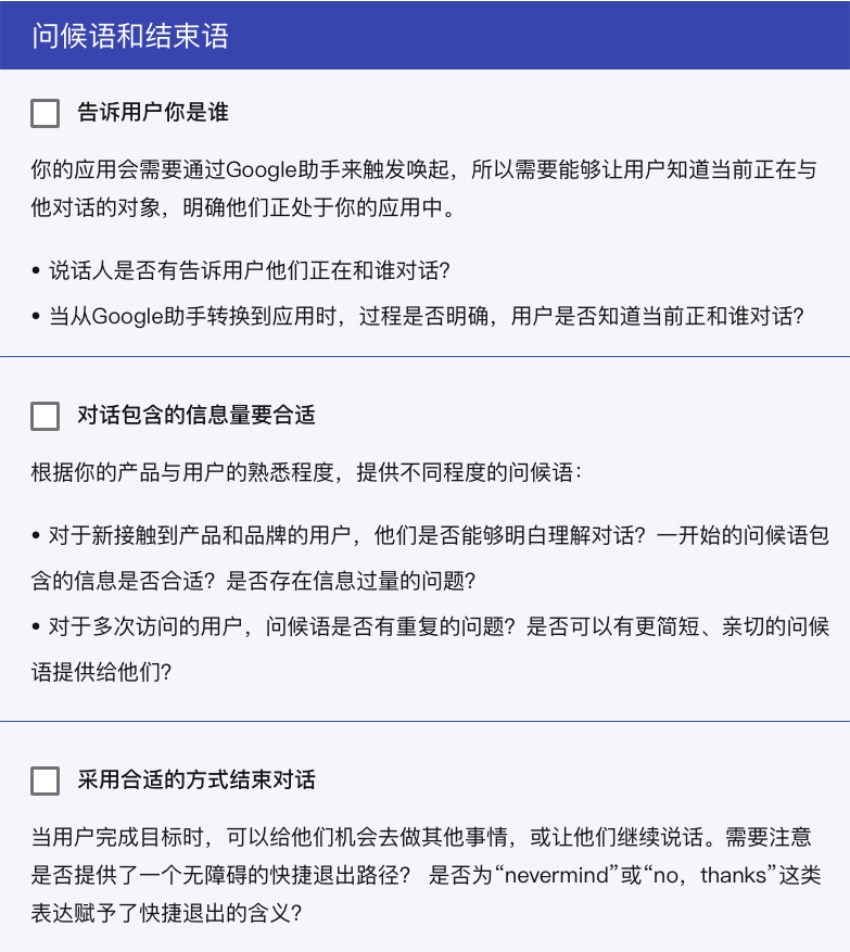 问候语和结束语
告诉用户你是谁
你的应用会需要通过Google助手来触发唤起，所以需要能够让用户知道当前正在与
他对话的对象，明确他们正处于你的应用中。
• 说话人是否有告诉用户他们正在和谁对话？
• 当从Google助手转换到应用时，过程是否明确，用户是否知道当前正和谁对话？
对话包含的信息量要合适
根据你的产品与用户的熟悉程度，提供不同程度的问候语：
• 对于新接触到产品和品牌的用户，他们是否能够明白理解对话？一开始的问候语包
含的信息是否合适？是否存在信息过量的问题？
• 对于多次访问的用户，问候语是否有重复的问题？是否可以有更简短、亲切的问候
语提供给他们？
采用合适的方式结束对话
当用户完成目标时，可以给他们机会去做其他事情，或让他们继续说话。需要注意
是否提供了一个无障碍的快捷退出路径？ 是否为“nevermind”或“no，thanks”这类
表达赋予了快捷退出的含义？